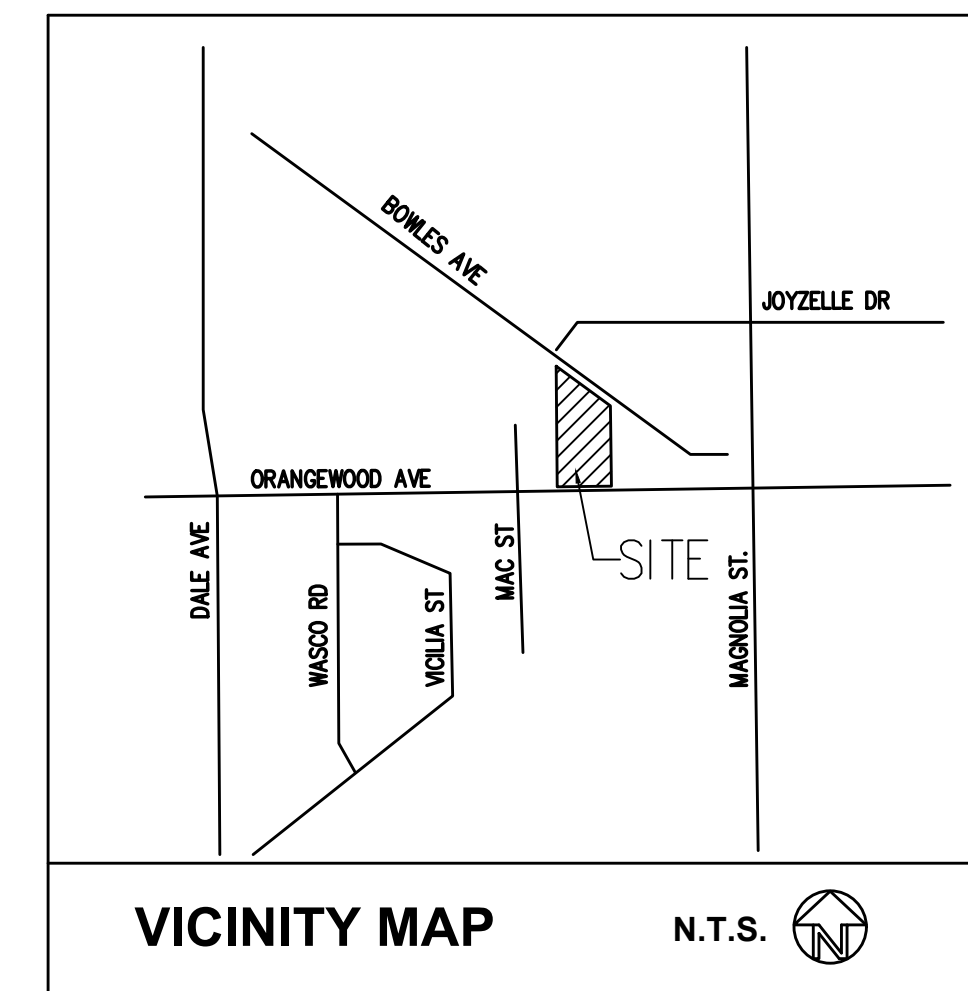 BOWLES AVE
JOYZELLE DR
ORANGEWOOD AVE
DALE AVE
WASCO RD
VICILIA ST
MAC ST
SITE
MAGNOLIA ST.
VICINITY MAP
N.T.S.
N